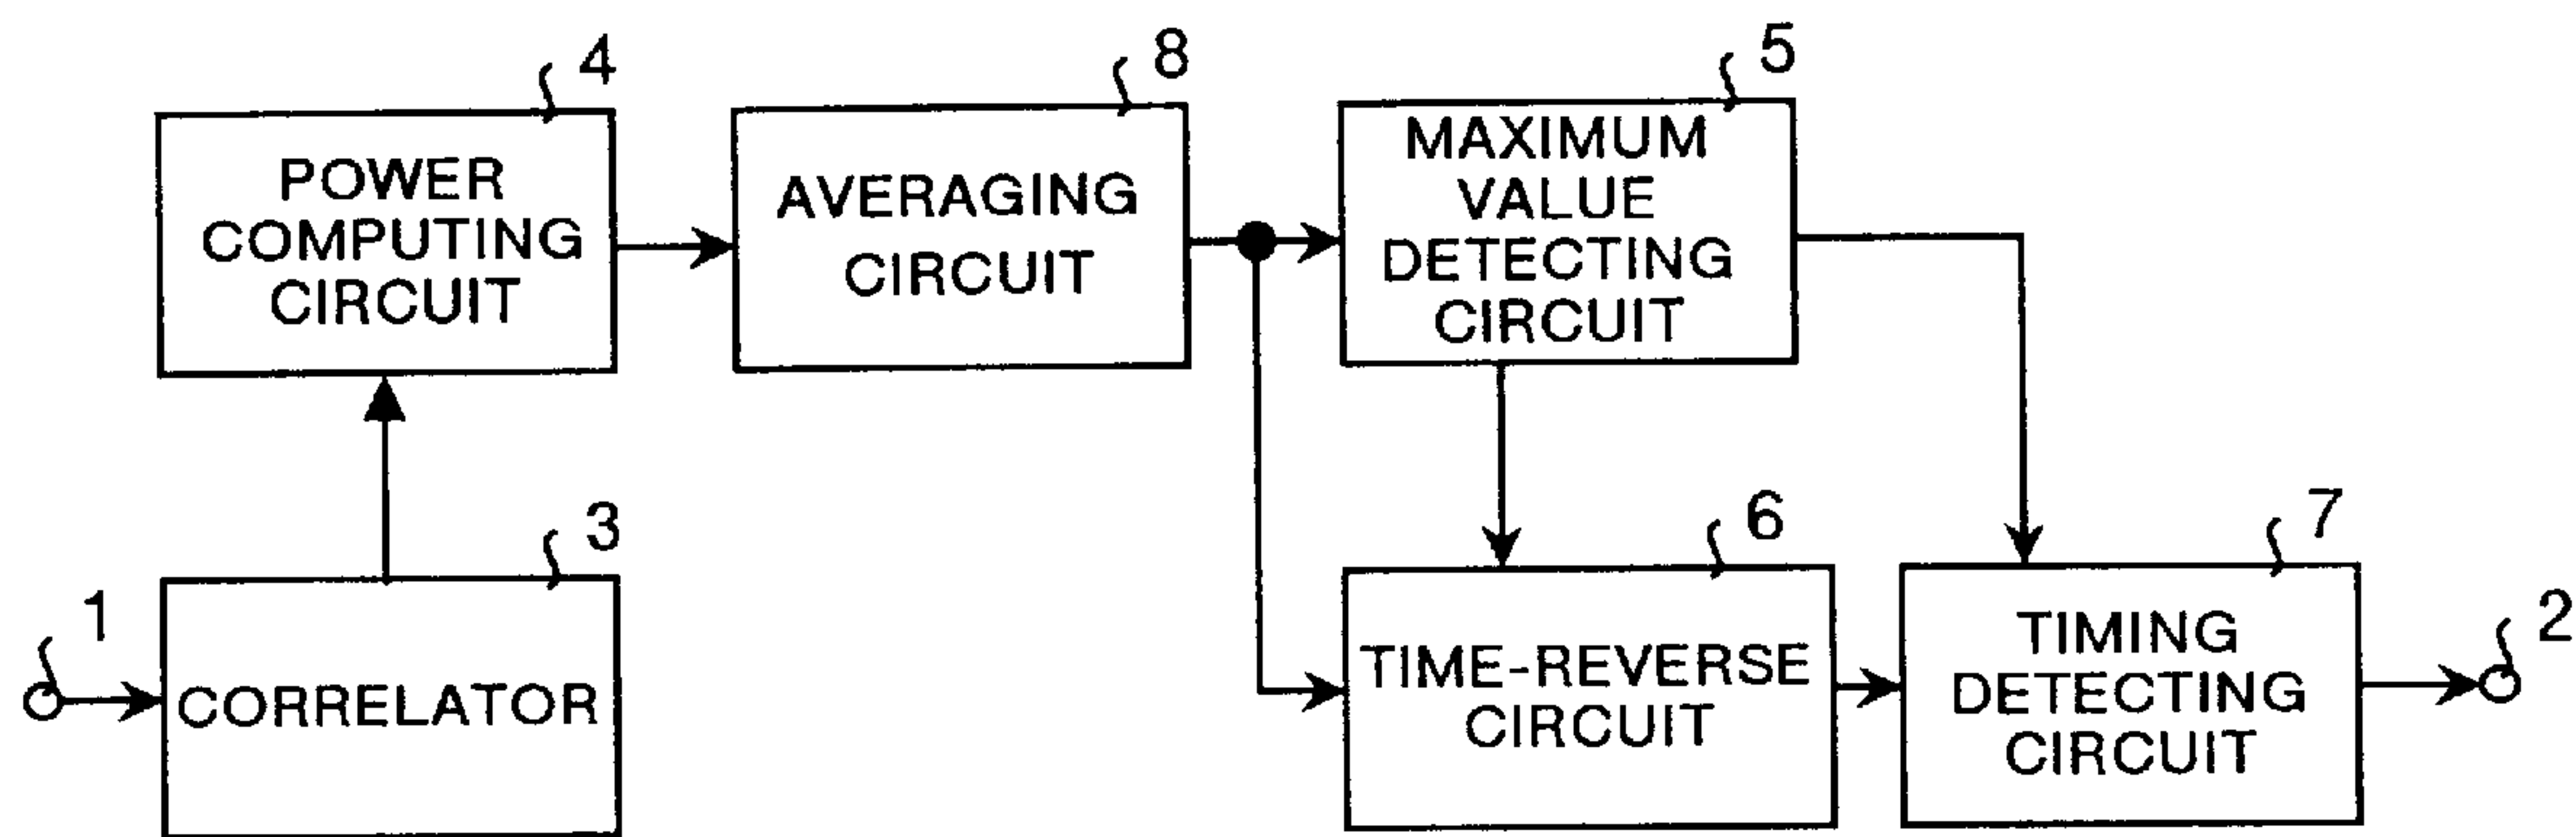 4
POWER
COMPUTING
CIRCUIT
8
AVERAGING
CIRCUIT
5
MAXIMUM
VALUE
DETECTING
CIRCUIT
1
3
CORRELATOR
6
TIME-REVERSE
CIRCUIT
7
TIMING
DETECTING
CIRCUIT
2